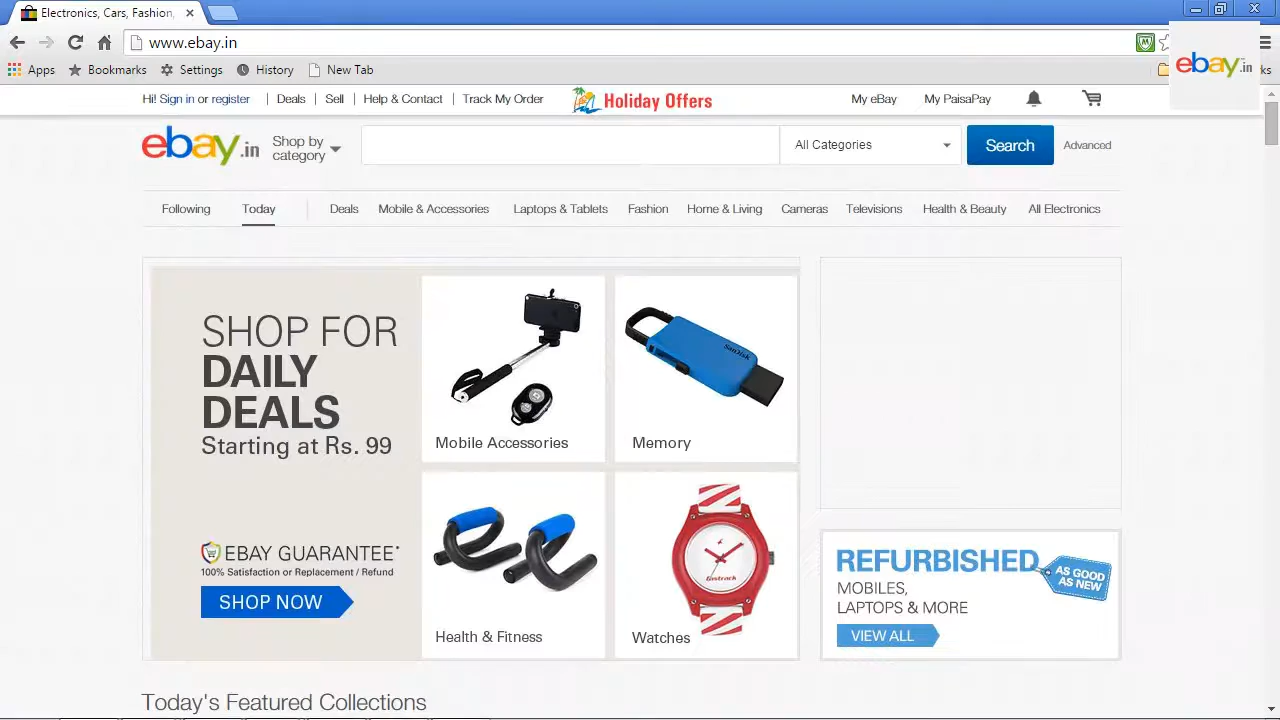 Electronics, Cars, Fashion,
www.ebay.in
Apps Bookmarks Settings History New Tab
ebay.in
Hi! Sign in or register Deals Sell Help & Contact Track My Order Holiday Offers My eBay My PaisaPay
ebay.in Shop by category All Categories Search Advanced
Following Today Deals Mobile & Accessories Laptops & Tablets Fashion Home & Living Cameras Televisions Health & Beauty All Electronics
SHOP FOR
DAILY
DEALS
Starting at Rs. 99
EBAY GUARANTEE*
100% Satisfaction or Replacement / Refund
SHOP NOW
Mobile Accessories
SanDisk
Memory
Health & Fitness
fastrack
Watches
REFURBISHED
AS GOOD
AS NEW
MOBILES,
LAPTOPS & MORE
VIEW ALL
Today's Featured Collections